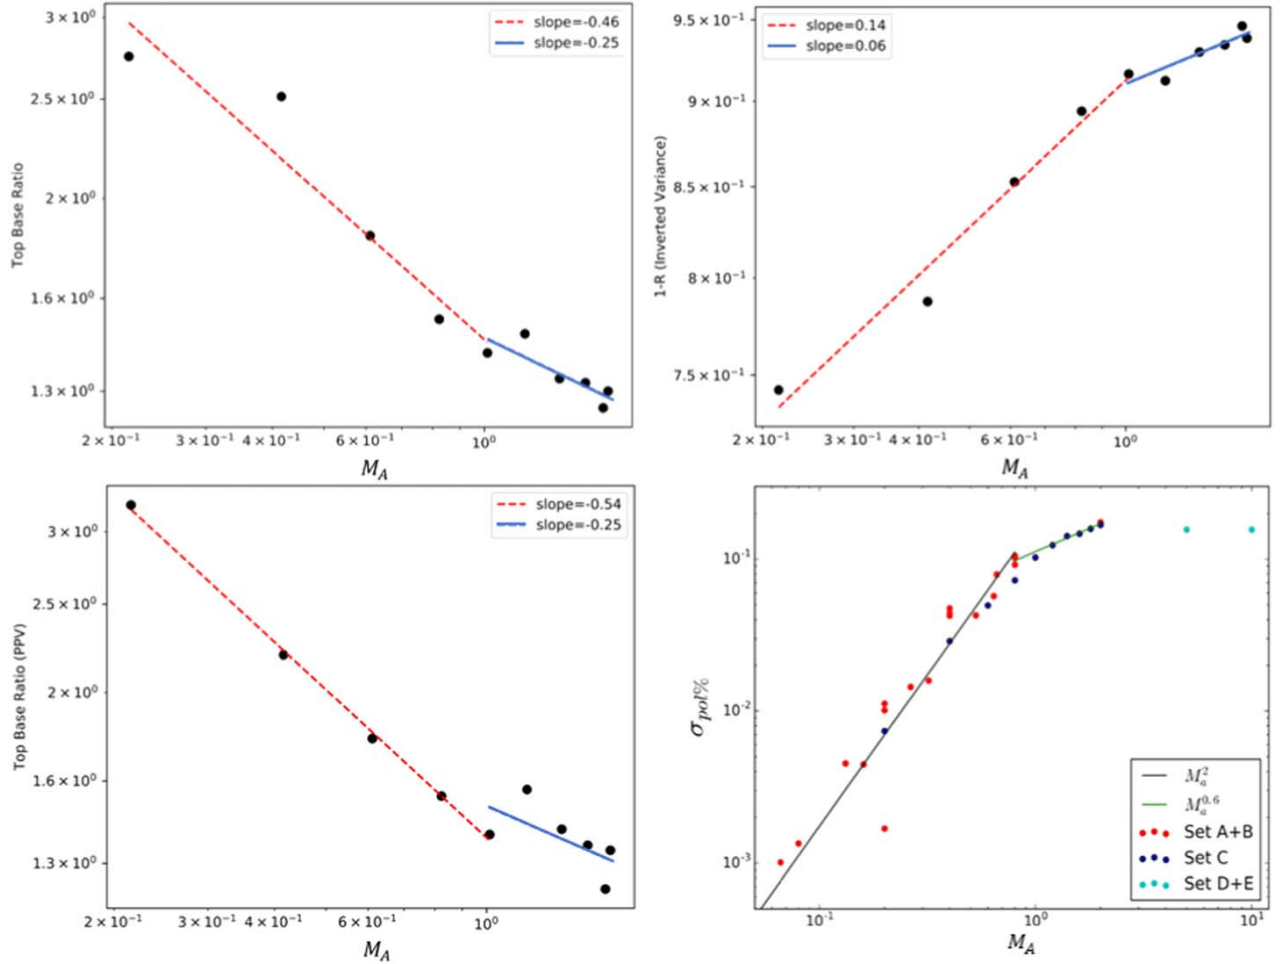 3 × 10⁰
2.5 × 10⁰
2 × 10⁰
1.6 × 10⁰
1.3 × 10⁰
Top Base Ratio
slope=-0.46
slope=-0.25
2 × 10⁻¹ 3 × 10⁻¹ 4 × 10⁻¹ 6 × 10⁻¹ 10⁰
M_A
9.5 × 10⁻¹
9 × 10⁻¹
8.5 × 10⁻¹
8 × 10⁻¹
7.5 × 10⁻¹
1-R (Inverted Variance)
slope=0.14
slope=0.06
2 × 10⁻¹ 3 × 10⁻¹ 4 × 10⁻¹ 6 × 10⁻¹ 10⁰
M_A
3 × 10⁰
2.5 × 10⁰
2 × 10⁰
1.6 × 10⁰
1.3 × 10⁰
Top Base Ratio (PPV)
slope=-0.54
slope=-0.25
2 × 10⁻¹ 3 × 10⁻¹ 4 × 10⁻¹ 6 × 10⁻¹ 10⁰
M_A
10⁻¹
10⁻²
10⁻³
σ_pol%
M_a^2
M_a^0.6
Set A+B
Set C
Set D+E
10⁻¹ 10⁰ 10¹
M_A